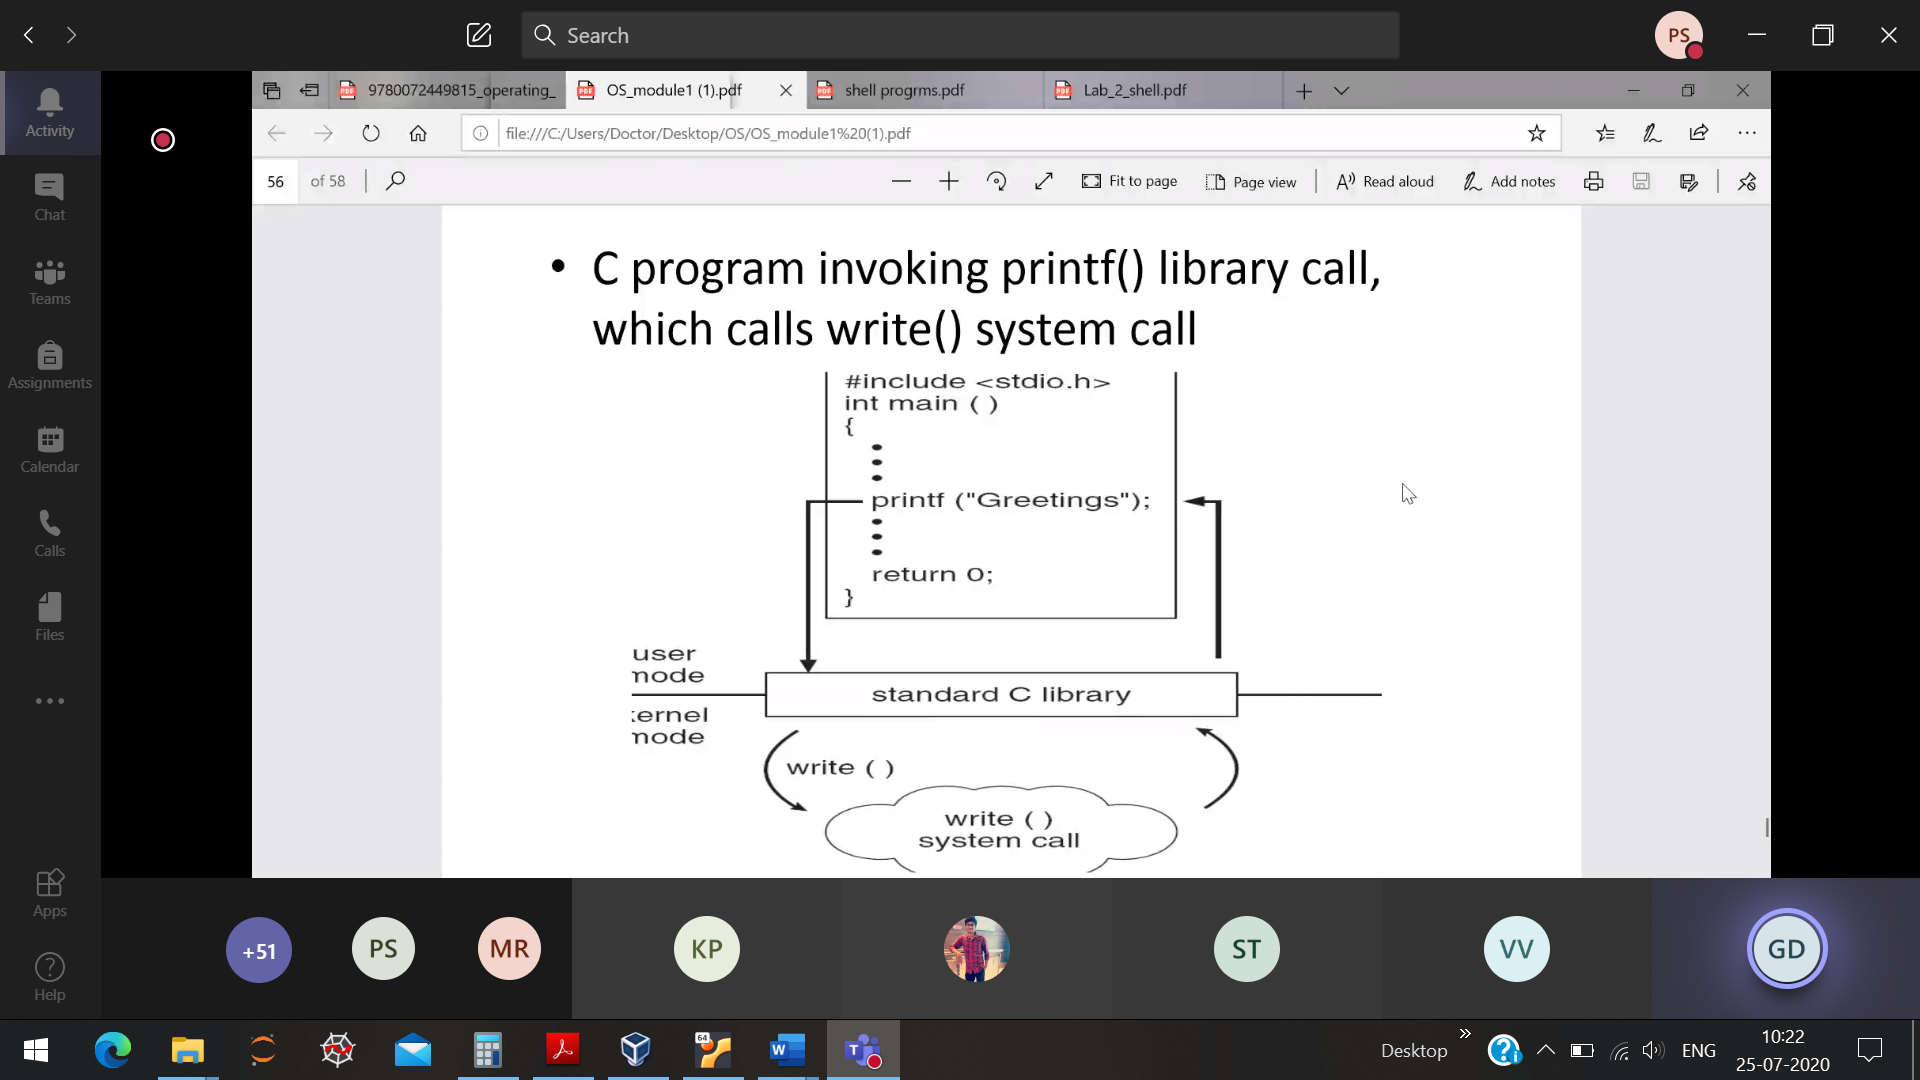 Search
PS
Activity
Chat
Teams
Assignments
Calendar
Calls
Files
Apps
Help
9780072449815_operating_
OS_module1 (1).pdf
shell progrms.pdf
Lab_2_shell.pdf
file:///C:/Users/Doctor/Desktop/OS/OS_module1%20(1).pdf
56 of 58
Fit to page
Page view
Read aloud
Add notes
• C program invoking printf() library call,
which calls write() system call
#include <stdio.h>
int main ( )
{
printf ("Greetings");
return 0;
}
user
mode
standard C library
kernel
mode
write ( )
write ( )
system call
+51
PS
MR
KP
ST
VV
GD
64
Desktop
ENG
10:22
25-07-2020